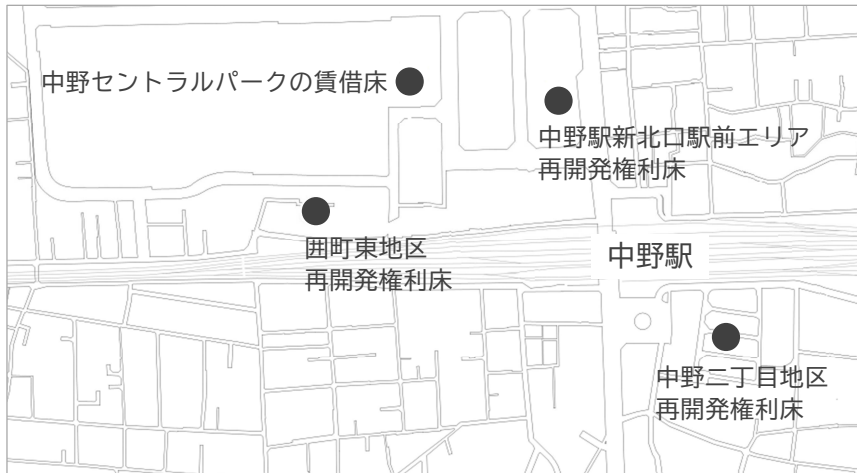 中野セントラルパークの賃借床
中野駅新北口駅前エリア
再開発権利床
囲町東地区
再開発権利床
中野駅
中野二丁目地区
再開発権利床